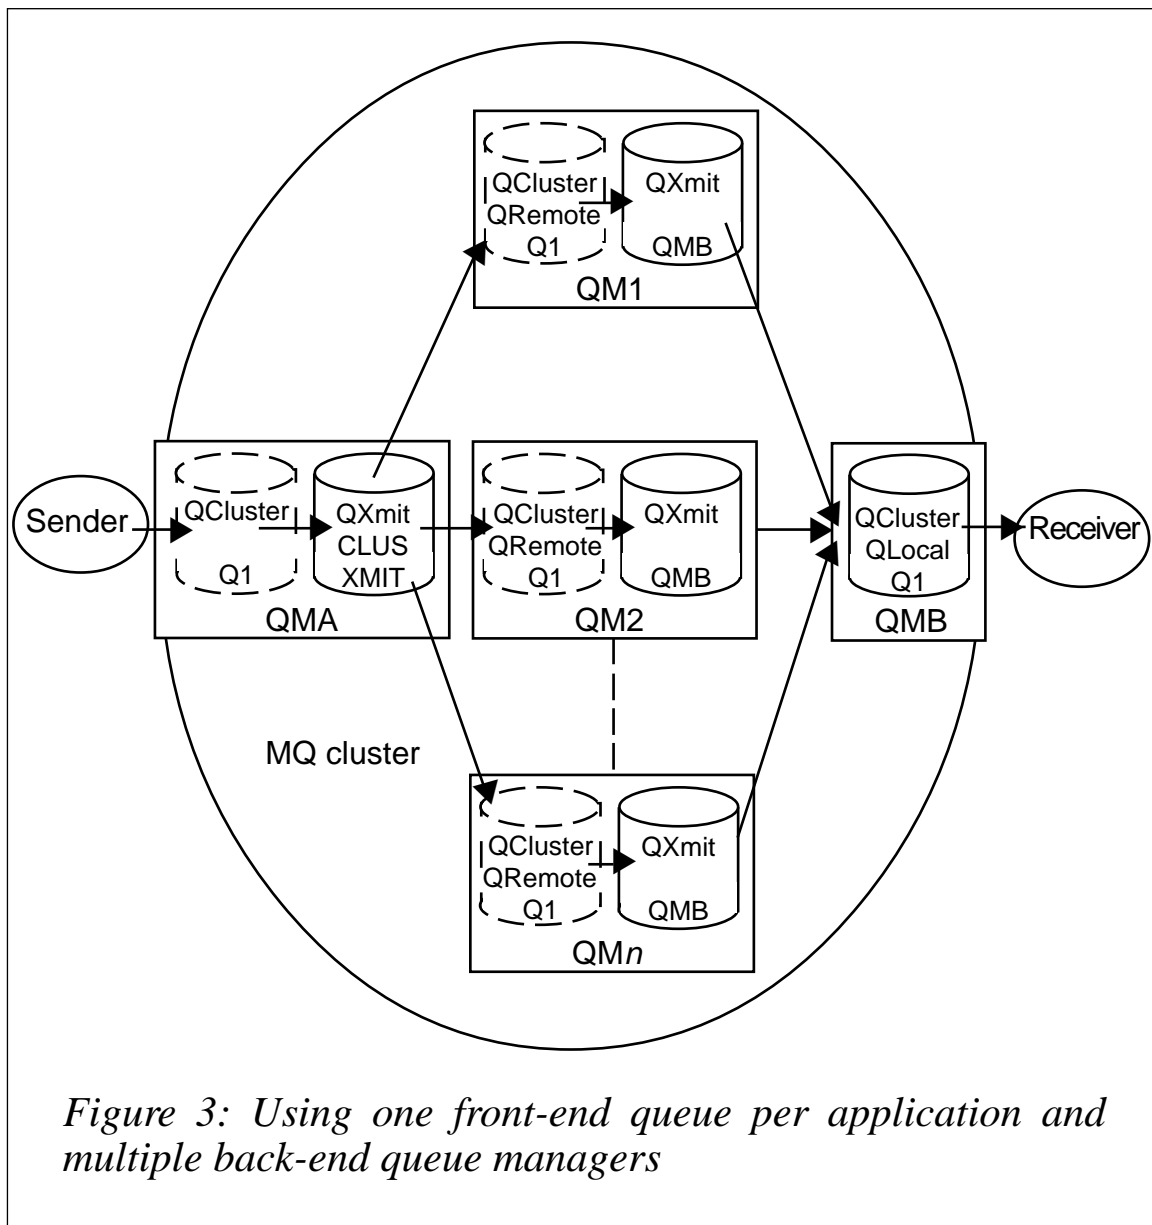 QCluster
QRemote
Q1
QXmit
QMB
QM1
Sender
QCluster
Q1
QXmit
CLUS
XMIT
QMA
QCluster
QRemote
Q1
QXmit
QMB
QM2
QCluster
QLocal
Q1
QMB
Receiver
MQ cluster
QCluster
QRemote
Q1
QXmit
QMB
QMn
Figure 3: Using one front-end queue per application and
multiple back-end queue managers